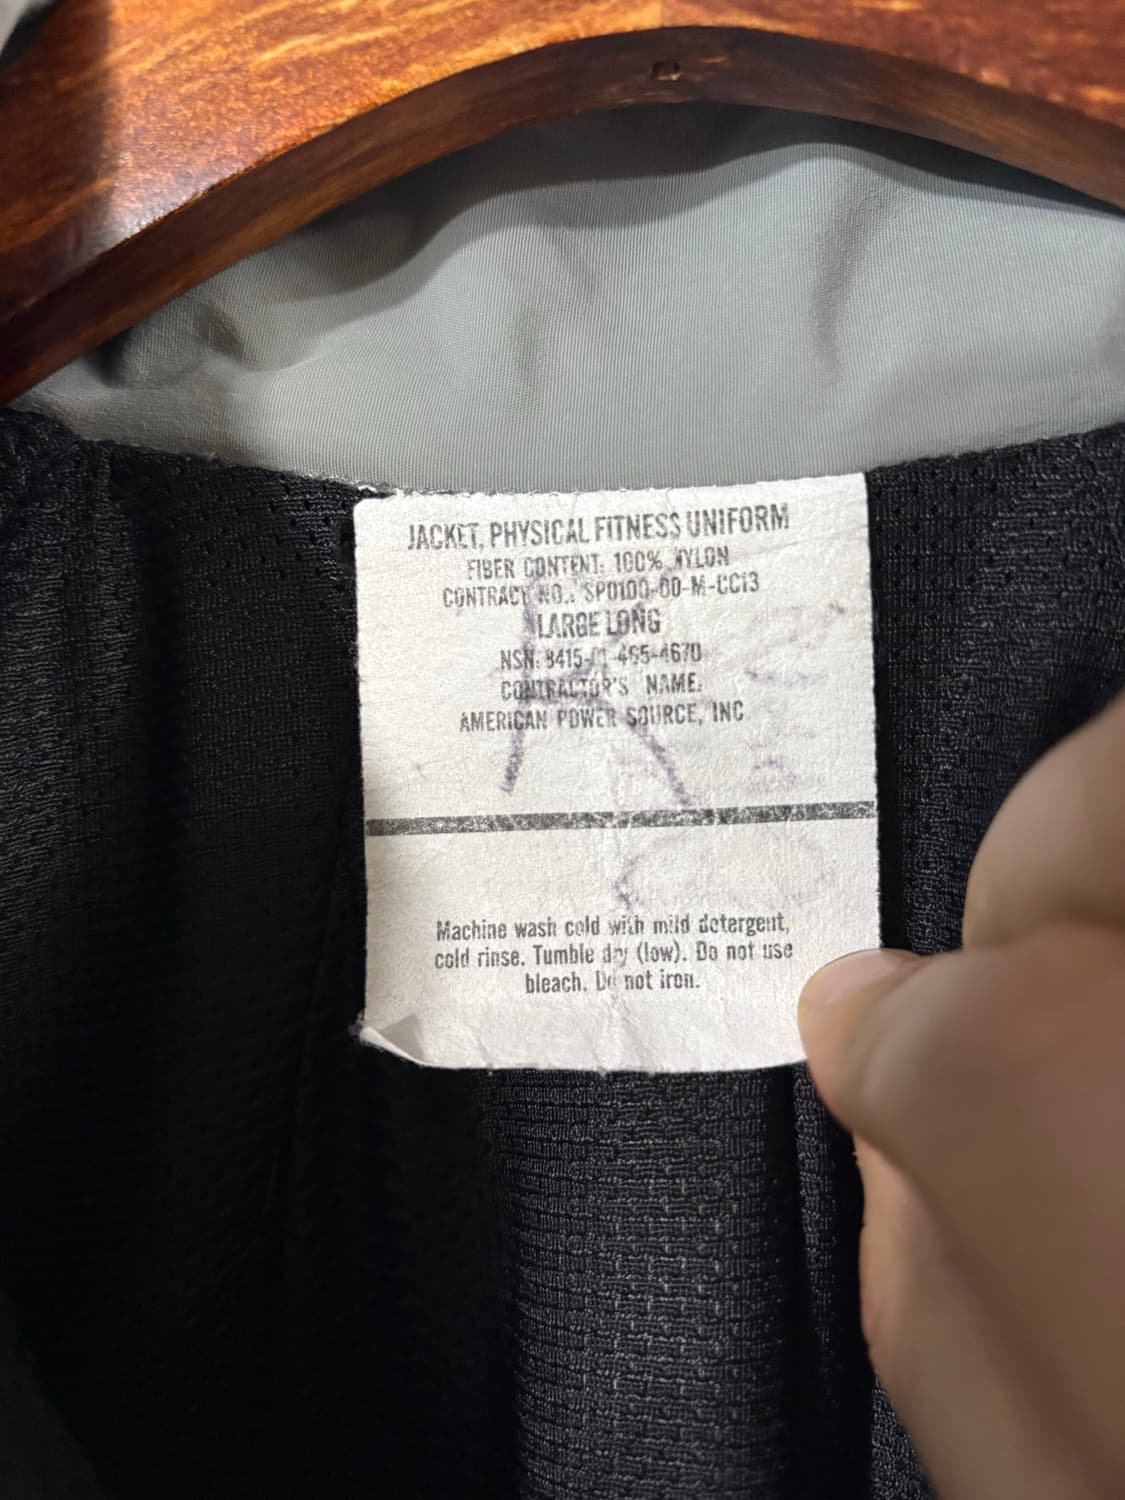 JACKET, PHYSICAL FITNESS UNIFORM
FIBER CONTENT: 100% NYLON
CONTRACT NO.: SP0100-00-M-CC13
LARGE LONG
NSN: 8415-01-465-4670
CONTRACTOR'S NAME:
AMERICAN POWER SOURCE, INC
Machine wash cold with mild detergent,
cold rinse. Tumble dry (low). Do not use
bleach. Do not iron.